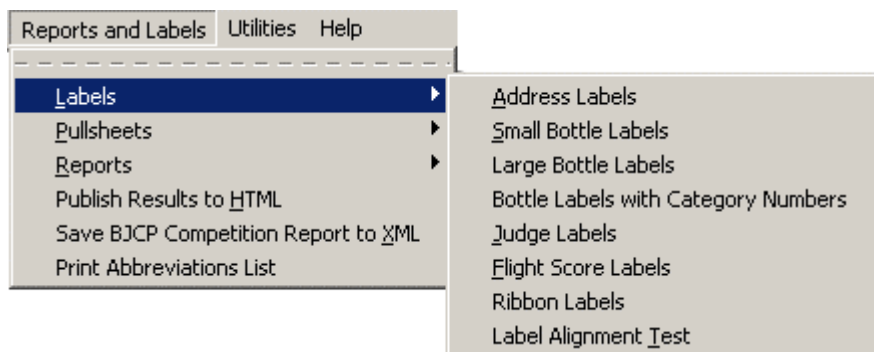 Reports and Labels Utilities Help
Labels
Pullsheets
Reports
Publish Results to HTML
Save BJCP Competition Report to XML
Print Abbreviations List
Address Labels
Small Bottle Labels
Large Bottle Labels
Bottle Labels with Category Numbers
Judge Labels
Flight Score Labels
Ribbon Labels
Label Alignment Test